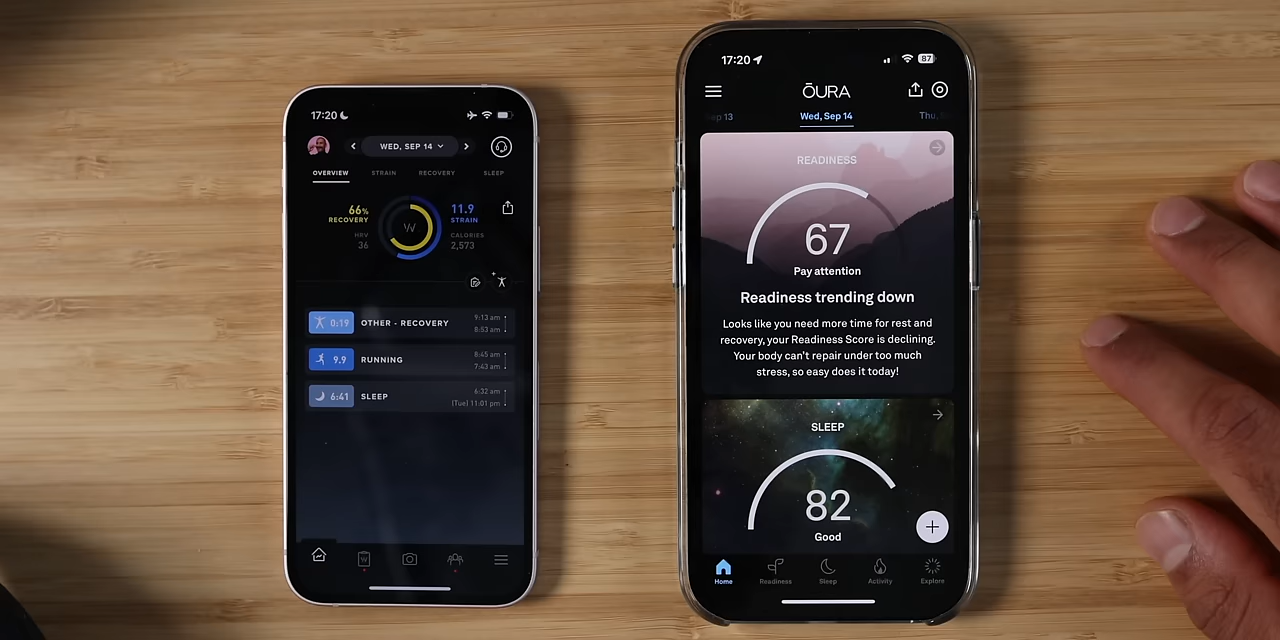 17:20
WED, SEP 14
OVERVIEW STRAIN RECOVERY SLEEP
66% RECOVERY
11.9 STRAIN
HRV 36
CALORIES 2,573
W
0:19 OTHER - RECOVERY 9:13 am 8:53 am
9.9 RUNNING 8:45 am 7:43 am
6:41 SLEEP 6:32 am [Tue] 11:01 pm
17:20 87
ŌURA
Sep 13 Wed, Sep 14 Thu,
READINESS
67
Pay attention
Readiness trending down
Looks like you need more time for rest and
recovery, your Readiness Score is declining.
Your body can't repair under too much
stress, so easy does it today!
SLEEP
82
Good
Home Readiness Sleep Activity Explore